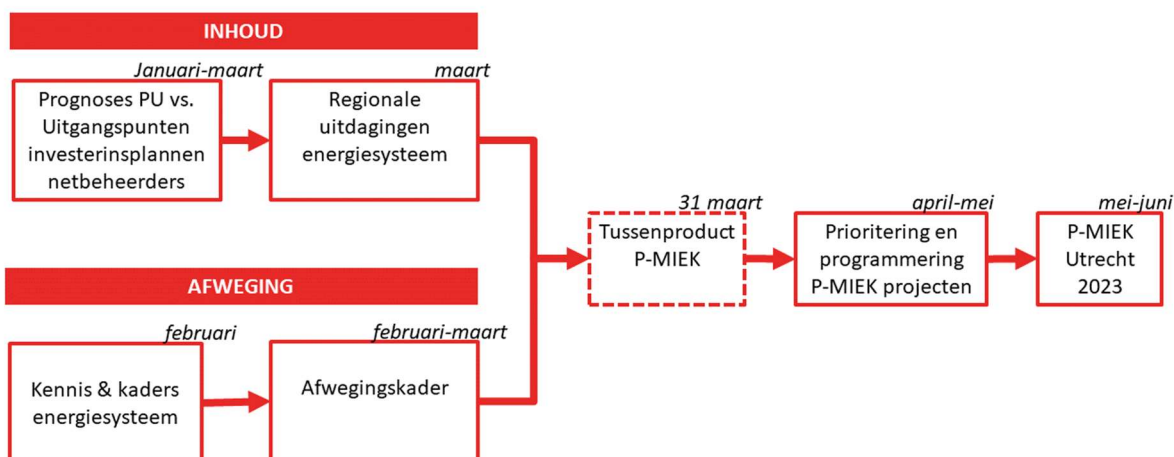 INHOUD
Januari-maart
Prognoses PU vs.
Uitgangspunten
investerinsplannen
netbeheerders
maart
Regionale
uitdagingen
energiesysteem
AFWEGING
februari
Kennis & kaders
energiesysteem
februari-maart
Afwegingskader
31 maart
Tussenproduct
P-MIEK
april-mei
Prioritering en
programmering
P-MIEK projecten
mei-juni
P-MIEK
Utrecht
2023